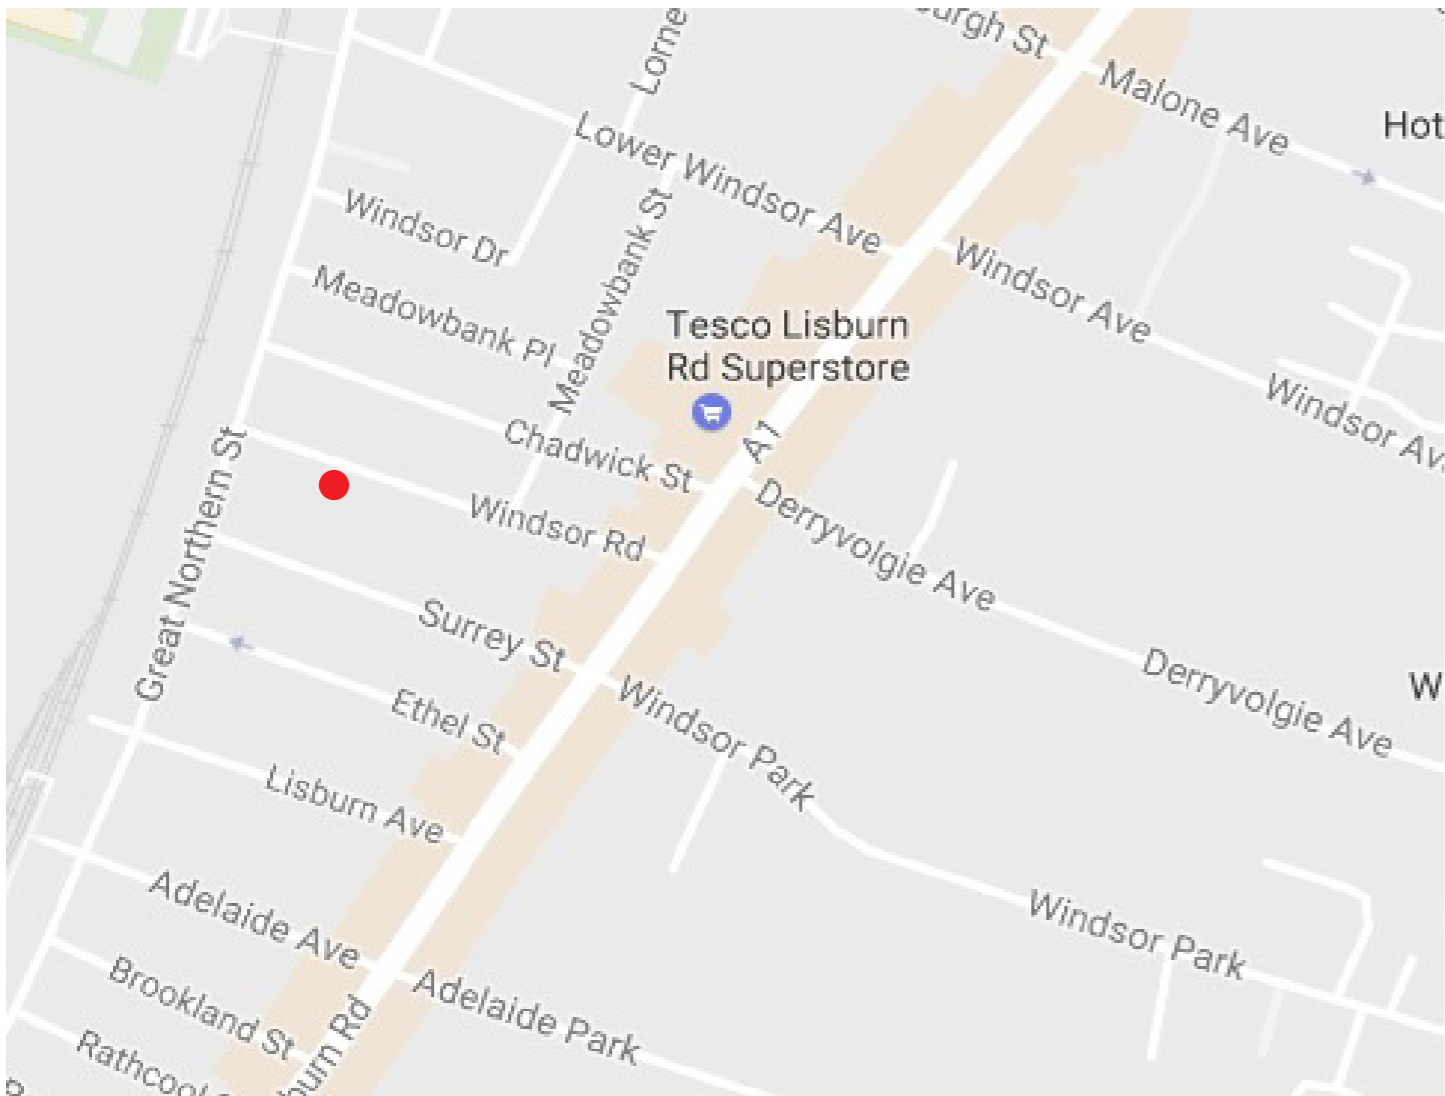 Lorne
burgh St
Malone Ave
Hot
Lower Windsor Ave
Windsor Dr
Meadowbank St
Windsor Ave
Meadowbank Pl
Tesco Lisburn
Rd Superstore
Windsor Av
A1
Chadwick St
Great Northern St
Windsor Rd
Derryvolgie Ave
Surrey St
Derryvolgie Ave
W
Ethel St
Windsor Park
Lisburn Ave
Adelaide Ave
Windsor Park
Brookland St
Adelaide Park
burn Rd
Rathcool